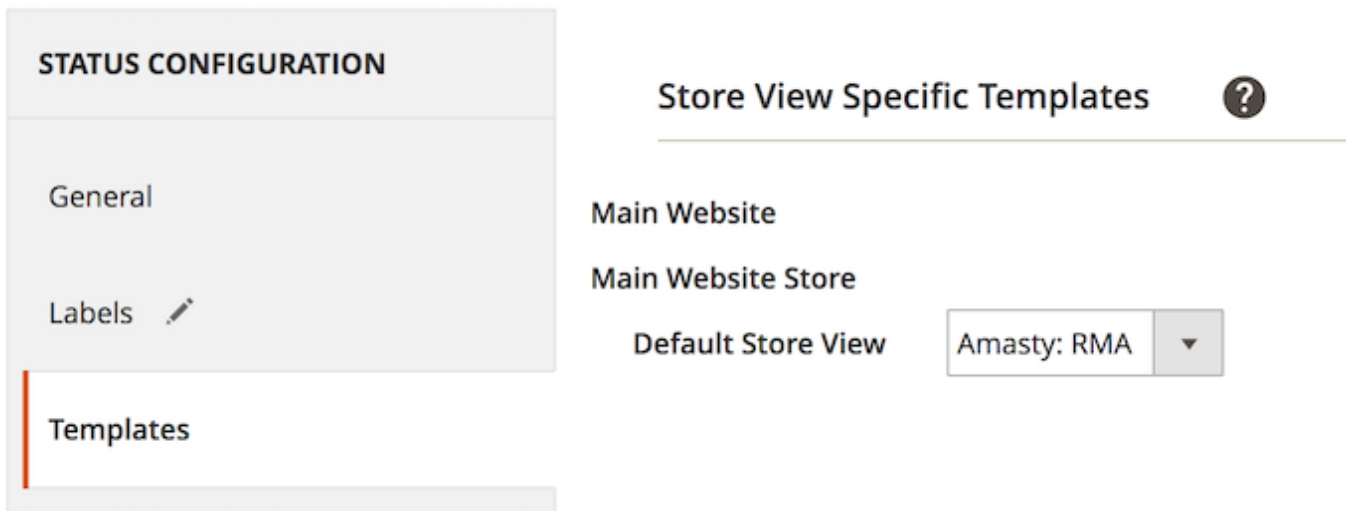 STATUS CONFIGURATION
General
Labels
Templates
Store View Specific Templates ?
Main Website
Main Website Store
Default Store View Amasty: RMA